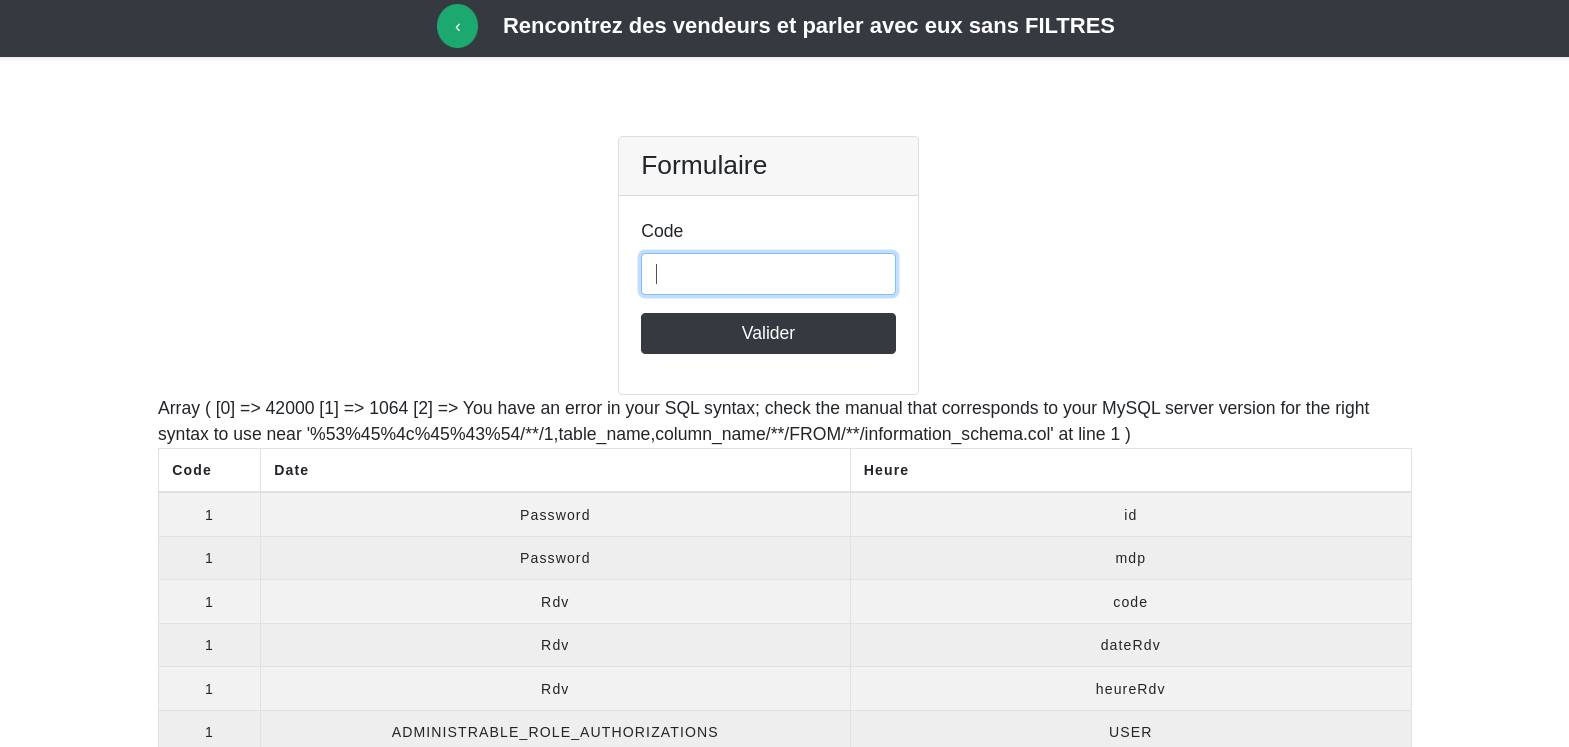 ‹ Rencontrez des vendeurs et parler avec eux sans FILTRES
Formulaire
Code
Valider
Array ( [0] => 42000 [1] => 1064 [2] => You have an error in your SQL syntax; check the manual that corresponds to your MySQL server version for the right
syntax to use near '%53%45%4c%45%43%54/**/1,table_name,column_name/**/FROM/**/information_schema.col' at line 1 )
Code Date Heure
1 Password id
1 Password mdp
1 Rdv code
1 Rdv dateRdv
1 Rdv heureRdv
1 ADMINISTRABLE_ROLE_AUTHORIZATIONS USER